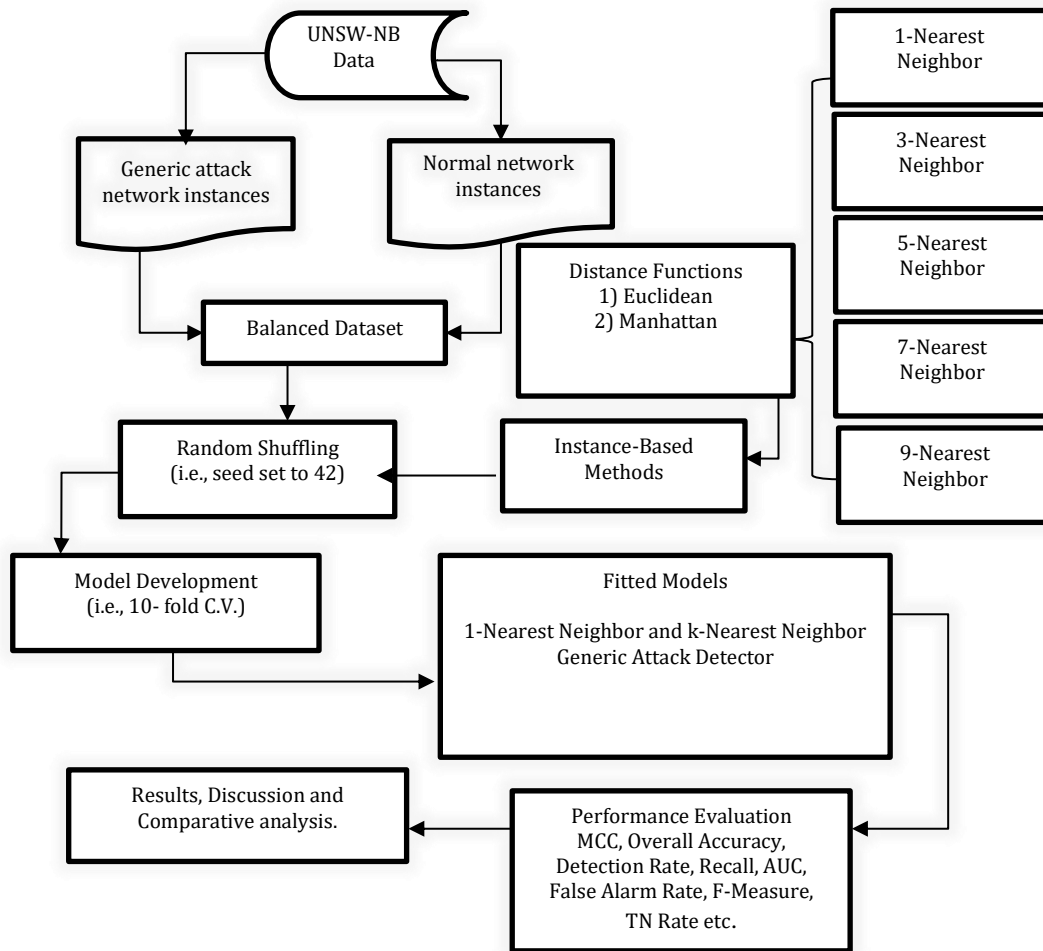 UNSW-NB
Data
Generic attack
network instances
Normal network
instances
Balanced Dataset
Distance Functions
1) Euclidean
2) Manhattan
1-Nearest
Neighbor
3-Nearest
Neighbor
5-Nearest
Neighbor
7-Nearest
Neighbor
9-Nearest
Neighbor
Random Shuffling
(i.e., seed set to 42)
Instance-Based
Methods
Model Development
(i.e., 10- fold C.V.)
Fitted Models
1-Nearest Neighbor and k-Nearest Neighbor
Generic Attack Detector
Performance Evaluation
MCC, Overall Accuracy,
Detection Rate, Recall, AUC,
False Alarm Rate, F-Measure,
TN Rate etc.
Results, Discussion and
Comparative analysis.